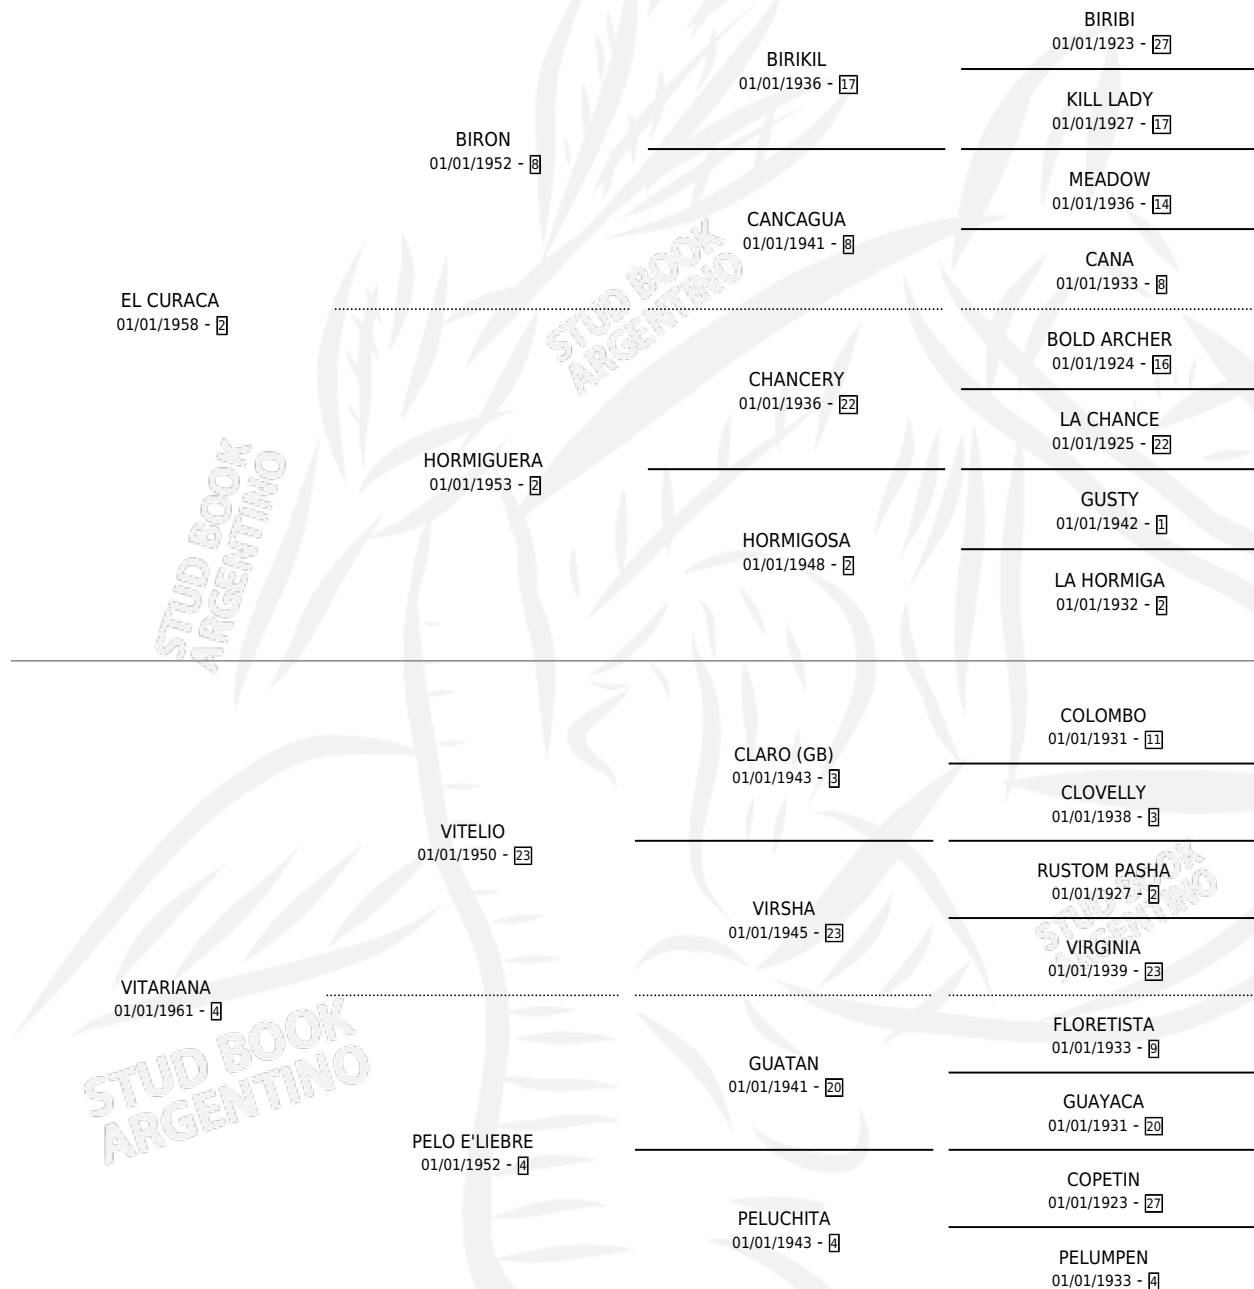 BIRIBI
01/01/1923 - 27
BIRIKIL
01/01/1936 - 17
KILL LADY
01/01/1927 - 17
BIRON
01/01/1952 - 8
MEADOW
01/01/1936 - 14
CANCAGUA
01/01/1941 - 8
CANA
01/01/1933 - 8
EL CURACA
01/01/1958 - 2
STUD BOOK
ARGENTINO
BOLD ARCHER
01/01/1924 - 16
CHANCERY
01/01/1936 - 22
LA CHANCE
01/01/1925 - 22
HORMIGUERA
01/01/1953 - 2
GUSTY
01/01/1942 - 1
HORMIGOSA
01/01/1948 - 2
LA HORMIGA
01/01/1932 - 2
STUD BOOK
ARGENTINO
COLOMBO
01/01/1931 - 11
CLARO (GB)
01/01/1943 - 3
CLOVELLY
01/01/1938 - 3
VITELIO
01/01/1950 - 23
RUSTOM PASHA
01/01/1927 - 2
VIRSHA
01/01/1945 - 23
VIRGINIA
01/01/1939 - 23
STUD BOOK
ARGENTINO
VITARIANA
01/01/1961 - 4
FLORETISTA
01/01/1933 - 9
GUATAN
01/01/1941 - 20
GUAYACA
01/01/1931 - 20
STUD BOOK
ARGENTINO
PELO E'LIEBRE
01/01/1952 - 4
COPETIN
01/01/1923 - 27
PELUCHITA
01/01/1943 - 4
PELUMPEN
01/01/1933 - 4